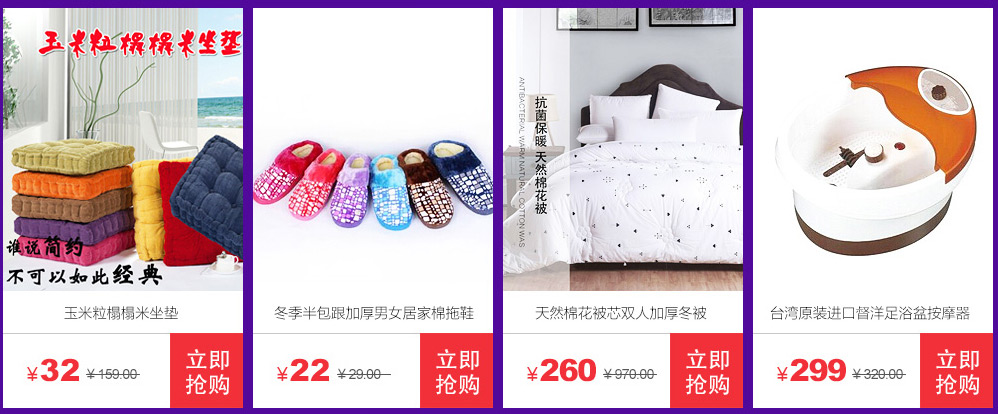 玉米粒榻榻米坐垫
谁说简约
不可以如此经典
玉米粒榻榻米坐垫
¥32 ¥159.00
立即
抢购
冬季半包跟加厚男女居家棉拖鞋
¥22 ¥29.00
立即
抢购
ANTIBACTERIAL WARM NATURAL COTTON WAS
抗菌保暖 天然棉花被
天然棉花被芯双人加厚冬被
¥260 ¥970.00
立即
抢购
台湾原装进口督洋足浴盆按摩器
¥299 ¥320.00
立即
抢购